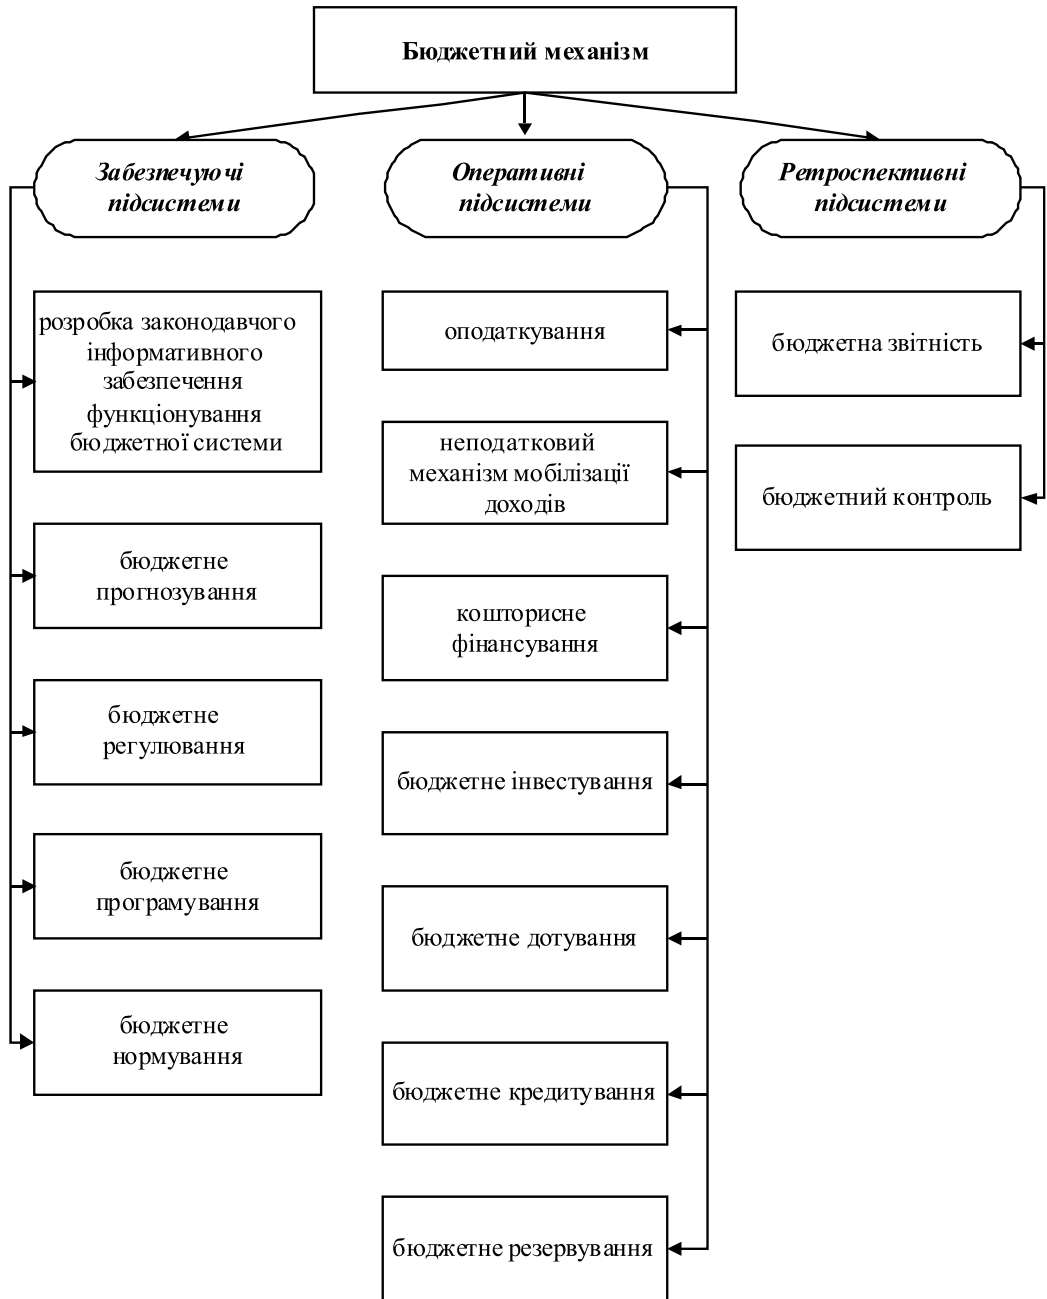 Бюджетний механізм
Забезпечуючі
підсистеми
розробка законодавчого
інформативного
забезпечення
функціонування
бюджетної системи
бюджетне
прогнозування
бюджетне
регулювання
бюджетне
програмування
бюджетне
нормування
Оперативні
підсистеми
оподаткування
неподатковий
механізм мобілізації
доходів
кошторисне
фінансування
бюджетне інвестування
бюджетне дотування
бюджетне кредитування
бюджетне резервування
Ретроспективні
підсистеми
бюджетна звітність
бюджетний контроль